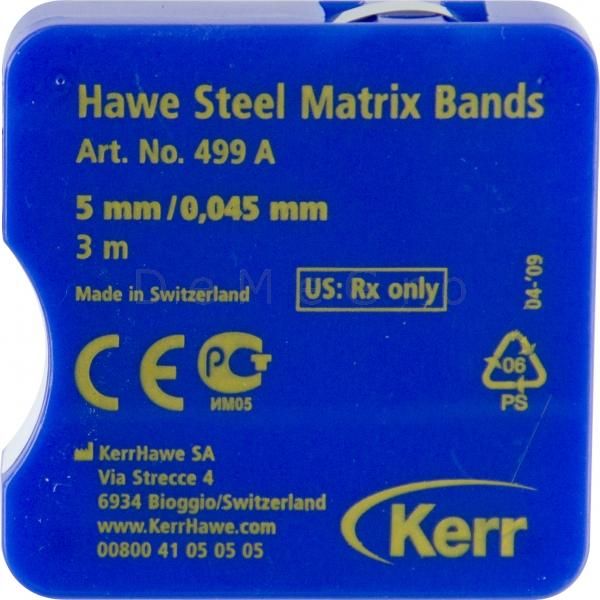 Hawe Steel Matrix Bands
Art. No. 499 A
5 mm/0,045 mm
3 m
Made in Switzerland
US: Rx only
04-'09
CE
РСТ
ИМ05
06
PS
KerrHawe SA
Via Strecce 4
6934 Bioggio/Switzerland
www.KerrHawe.com
00800 41 05 05 05
Kerr